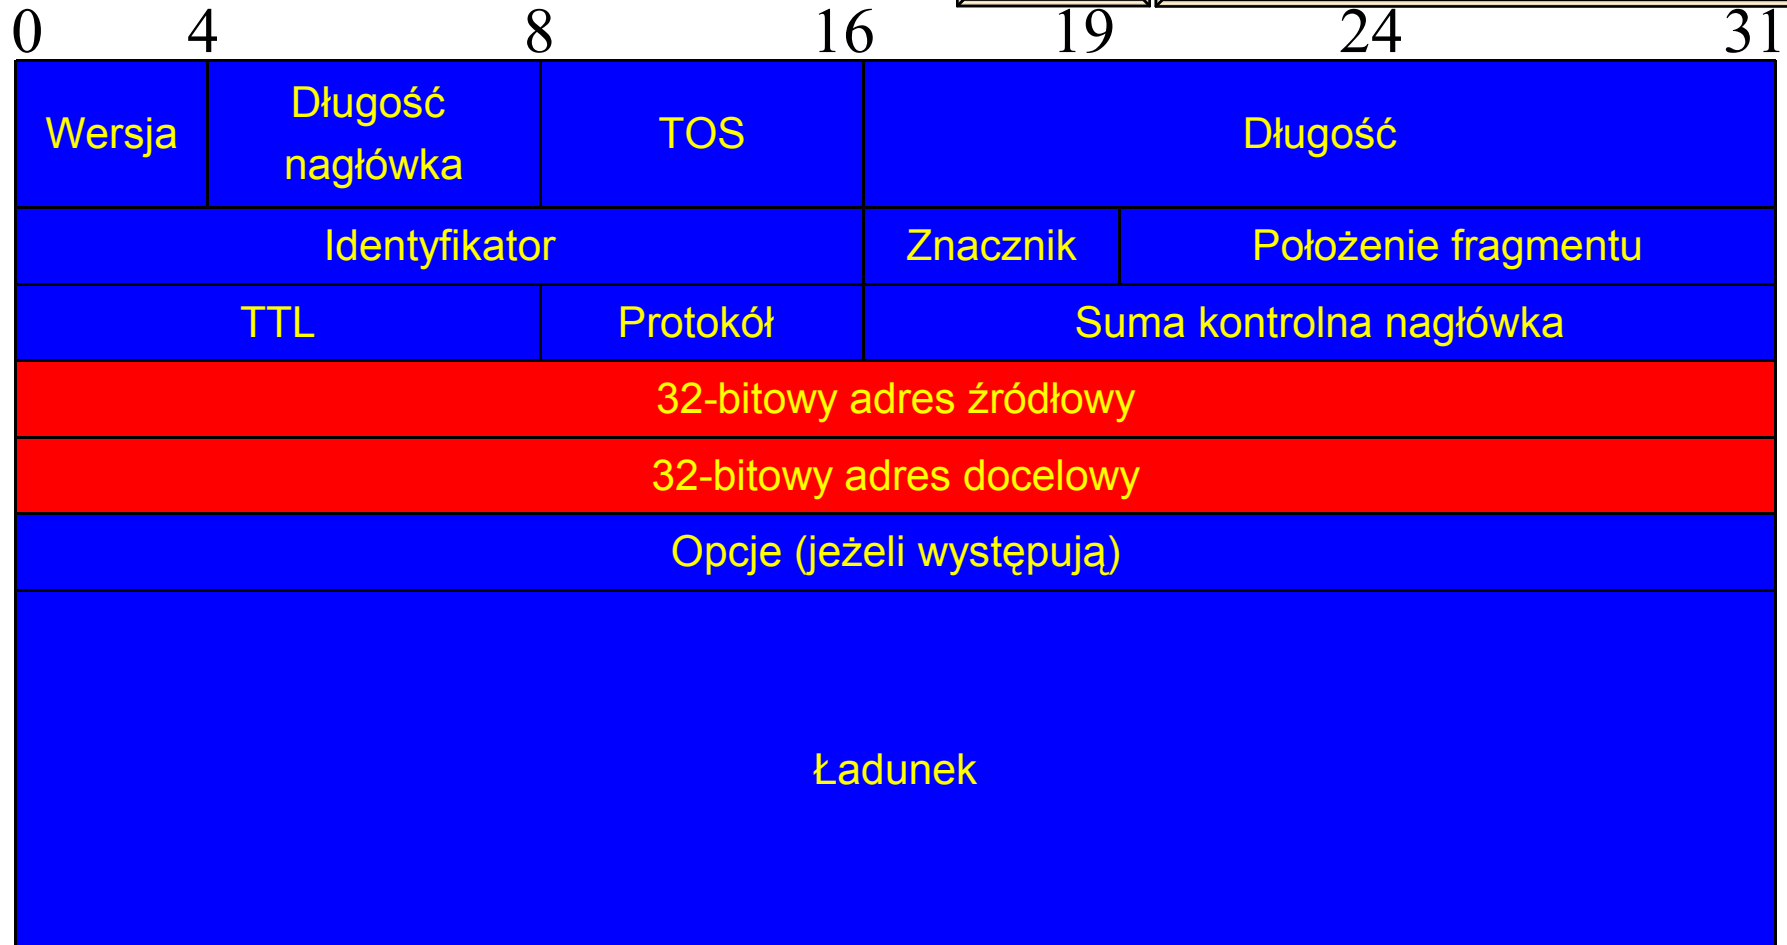 0 4 8 16 19 24 31
Wersja Długość nagłówka TOS Długość
Identyfikator Znacznik Położenie fragmentu
TTL Protokół Suma kontrolna nagłówka
32-bitowy adres źródłowy
32-bitowy adres docelowy
Opcje (jeżeli występują)
Ładunek